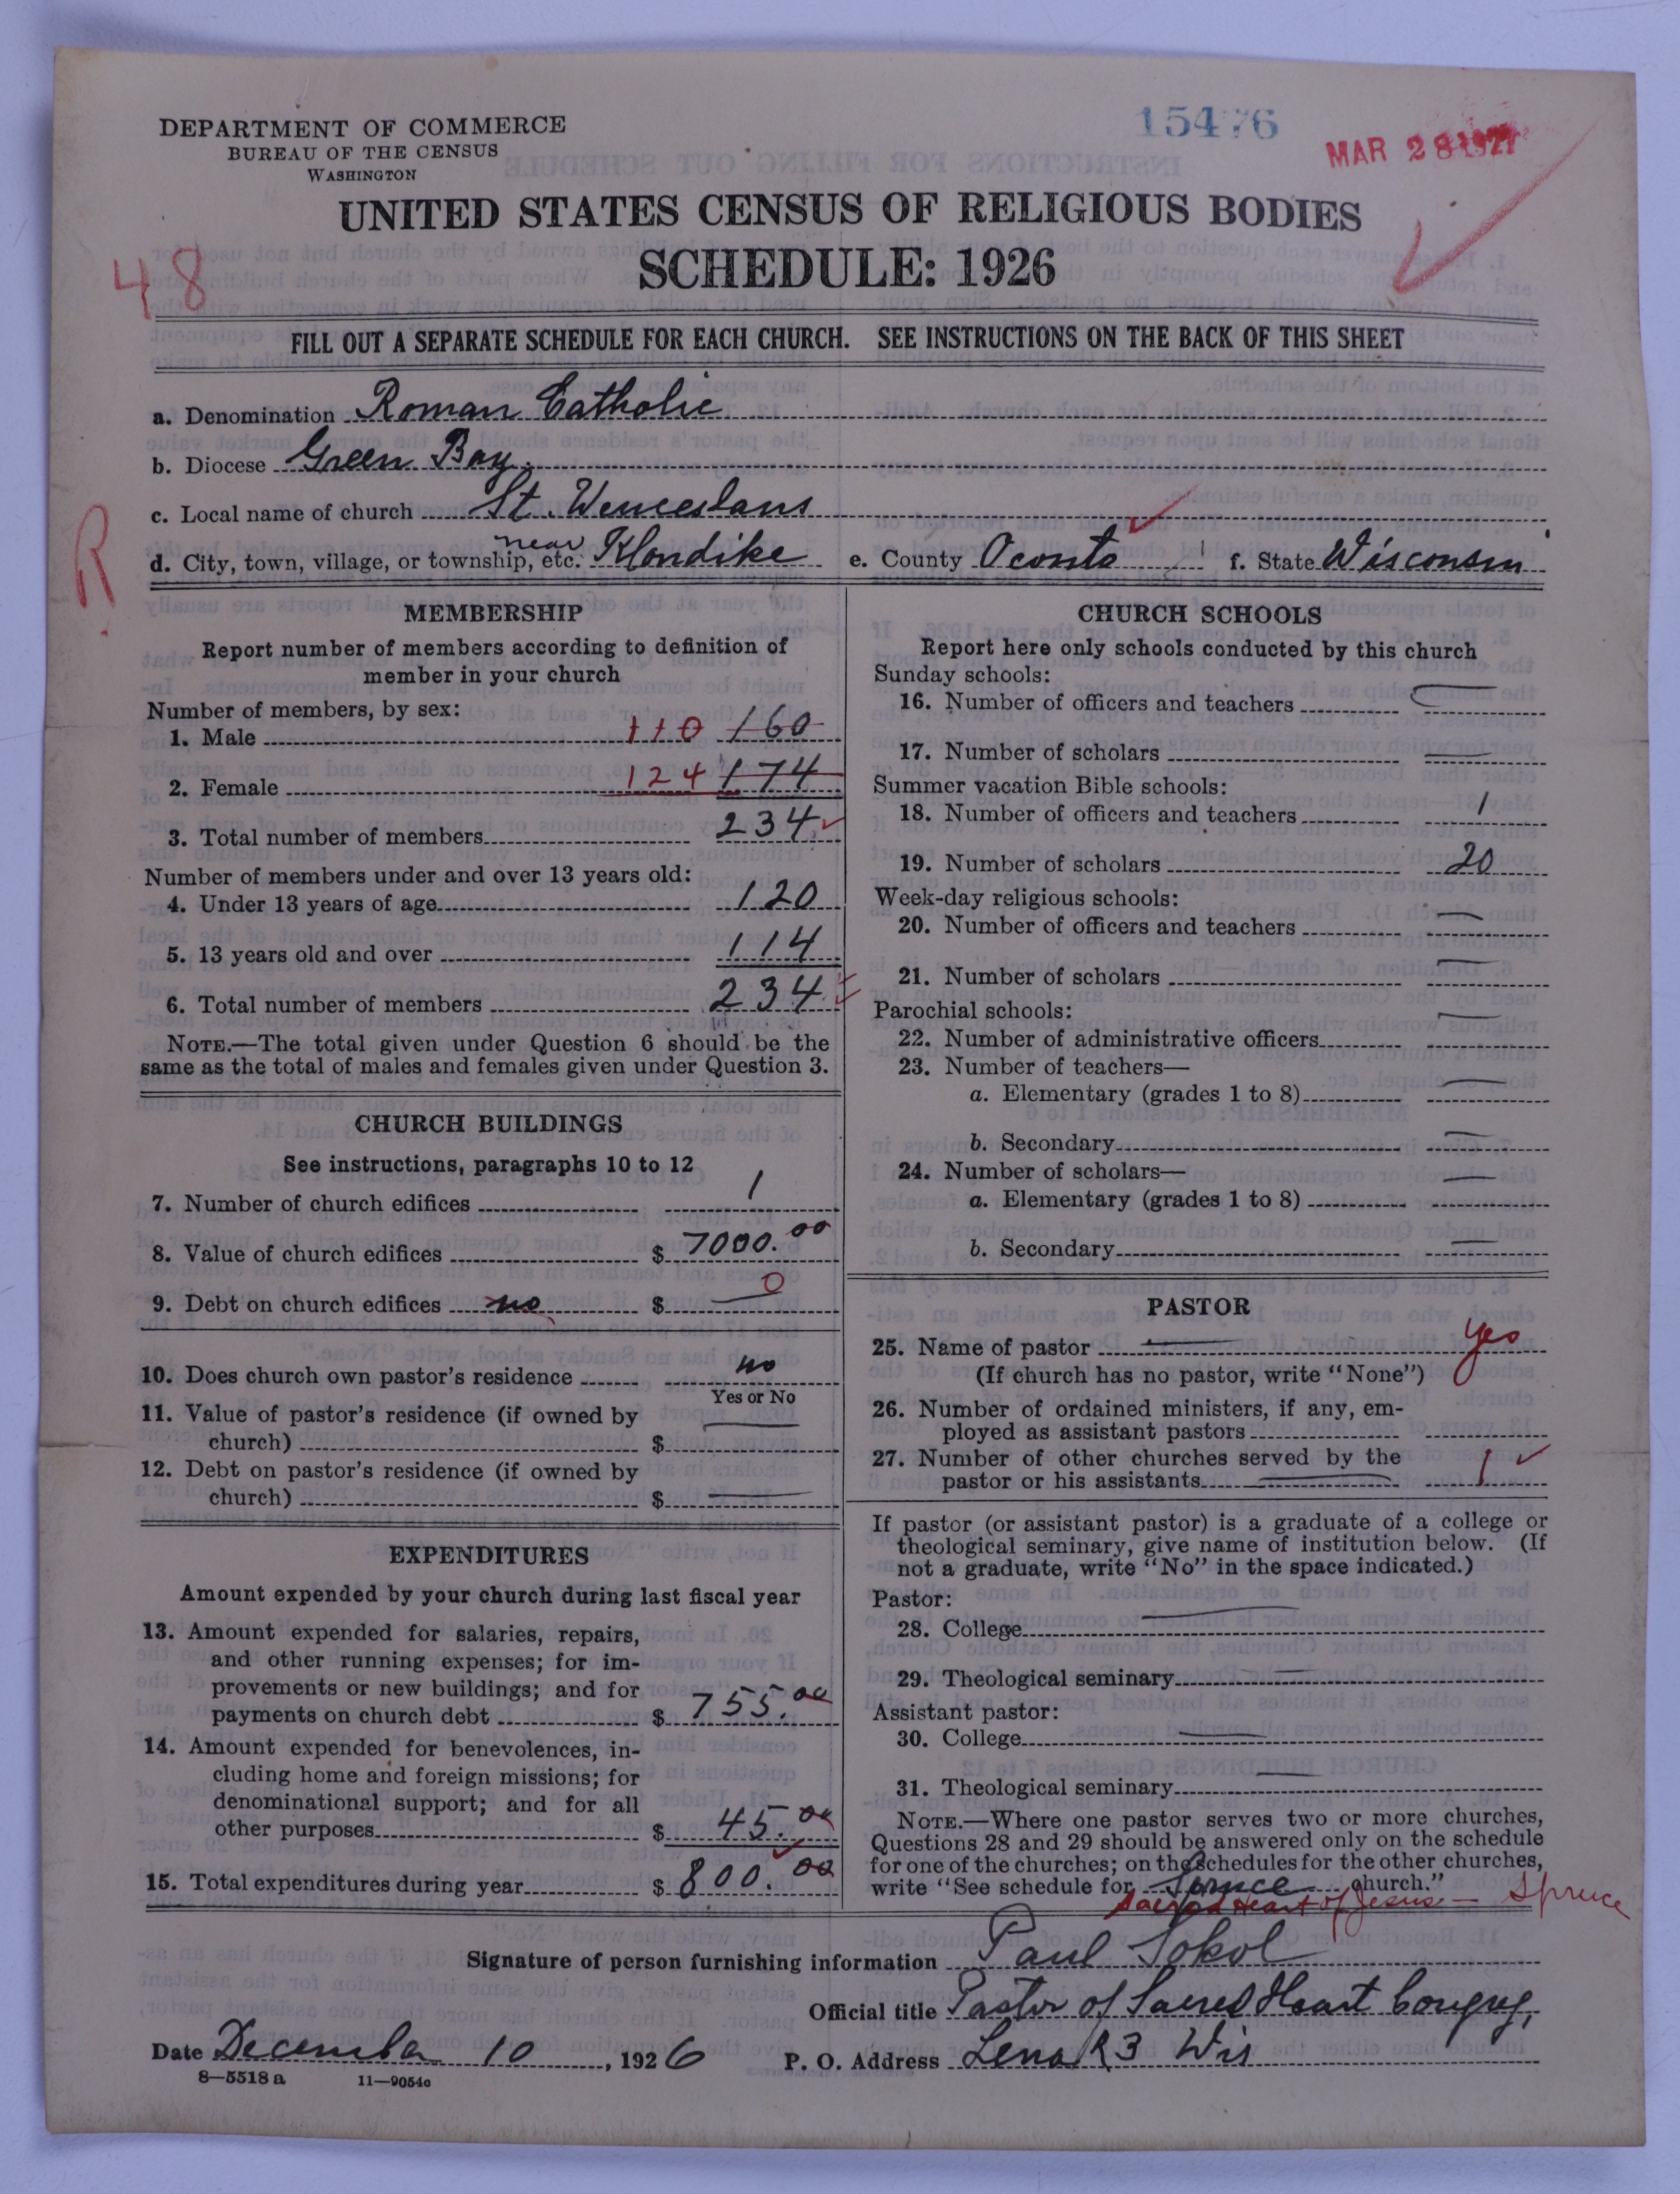 DEPARTMENT OF COMMERCE
BUREAU OF THE CENSUS
WASHINGTON
15476
MAR 28 1927
UNITED STATES CENSUS OF RELIGIOUS BODIES
SCHEDULE: 1926
48
FILL OUT A SEPARATE SCHEDULE FOR EACH CHURCH. SEE INSTRUCTIONS ON THE BACK OF THIS SHEET
a. Denomination Roman Catholic
b. Diocese Green Bay
c. Local name of church St. Wenceslaus
R
d. City, town, village, or township, etc. near Klondike e. County Oconto f. State Wisconsin
MEMBERSHIP
Report number of members according to definition of
member in your church
Number of members, by sex:
1. Male 110 160
2. Female 124 174
3. Total number of members 234
Number of members under and over 13 years old:
4. Under 13 years of age 120
5. 13 years old and over 114
6. Total number of members 234
NOTE.—The total given under Question 6 should be the
same as the total of males and females given under Question 3.
CHURCH BUILDINGS
See instructions, paragraphs 10 to 12
7. Number of church edifices 1
8. Value of church edifices $ 7000.00
9. Debt on church edifices no $ — 0
10. Does church own pastor's residence no
Yes or No
11. Value of pastor's residence (if owned by
church) $ —
12. Debt on pastor's residence (if owned by
church) $ —
EXPENDITURES
Amount expended by your church during last fiscal year
13. Amount expended for salaries, repairs,
and other running expenses; for im-
provements or new buildings; and for
payments on church debt $ 755.00
14. Amount expended for benevolences, in-
cluding home and foreign missions; for
denominational support; and for all
other purposes $ 45.00
15. Total expenditures during year $ 800.00
CHURCH SCHOOLS
Report here only schools conducted by this church
Sunday schools:
16. Number of officers and teachers —
17. Number of scholars —
Summer vacation Bible schools:
18. Number of officers and teachers 1
19. Number of scholars 20
Week-day religious schools:
20. Number of officers and teachers —
21. Number of scholars —
Parochial schools:
22. Number of administrative officers —
23. Number of teachers—
a. Elementary (grades 1 to 8) —
b. Secondary —
24. Number of scholars—
a. Elementary (grades 1 to 8) —
b. Secondary —
PASTOR
25. Name of pastor — yes
(If church has no pastor, write "None")
26. Number of ordained ministers, if any, em-
ployed as assistant pastors
27. Number of other churches served by the
pastor or his assistants — 1
If pastor (or assistant pastor) is a graduate of a college or
theological seminary, give name of institution below. (If
not a graduate, write "No" in the space indicated.)
Pastor:
28. College —
29. Theological seminary —
Assistant pastor:
30. College —
31. Theological seminary —
NOTE.—Where one pastor serves two or more churches,
Questions 28 and 29 should be answered only on the schedule
for one of the churches; on the schedules for the other churches,
write "See schedule for Spruce church."
Sacred Heart of Jesus — Spruce
Signature of person furnishing information Paul Sokol
Official title Pastor of Sacred Heart Congreg.
Date December 10, 1926 P. O. Address Lena R3 Wis
8—5518 a 11—9054o